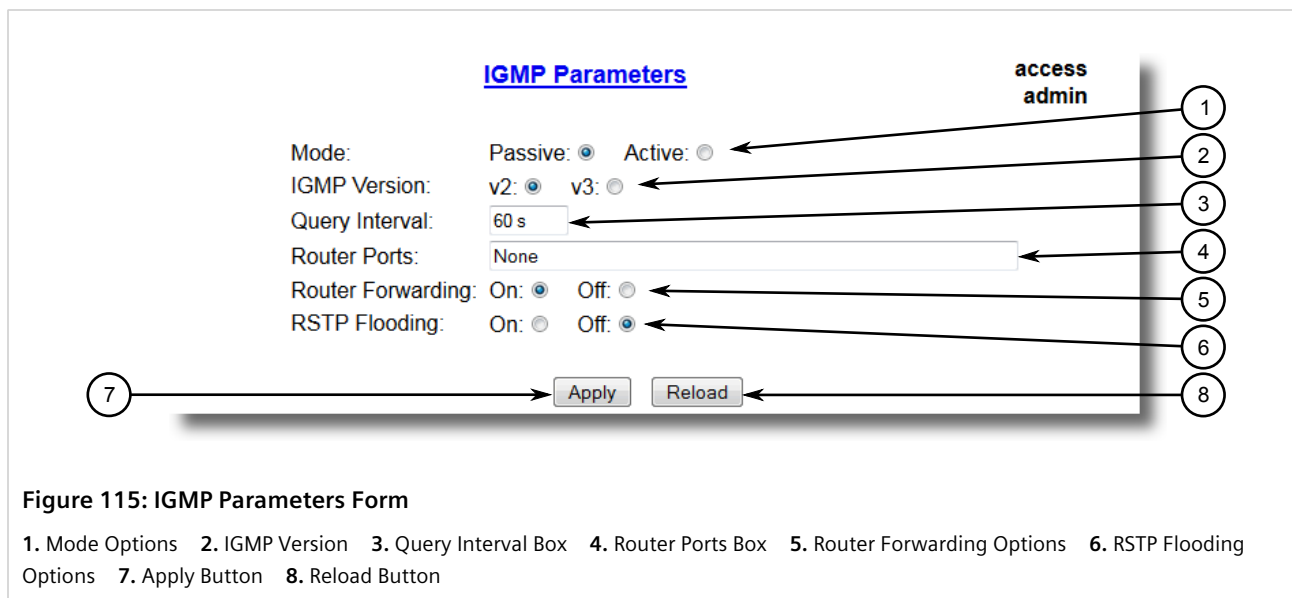 IGMP Parameters
access
admin
1
Mode: Passive: Active:
2
IGMP Version: v2: v3:
3
Query Interval: 60 s
4
Router Ports: None
Router Forwarding: On: Off:
5
RSTP Flooding: On: Off:
6
7
Apply Reload
8
Figure 115: IGMP Parameters Form
1. Mode Options 2. IGMP Version 3. Query Interval Box 4. Router Ports Box 5. Router Forwarding Options 6. RSTP Flooding
Options 7. Apply Button 8. Reload Button